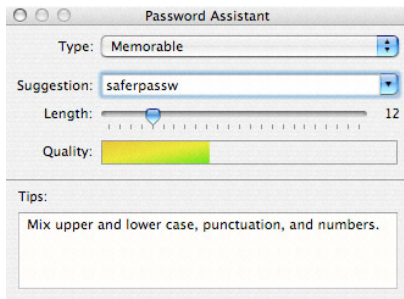 Password Assistant
Type: Memorable
Suggestion: saferpassw
Length: 12
Quality:
Tips:
Mix upper and lower case, punctuation, and numbers.